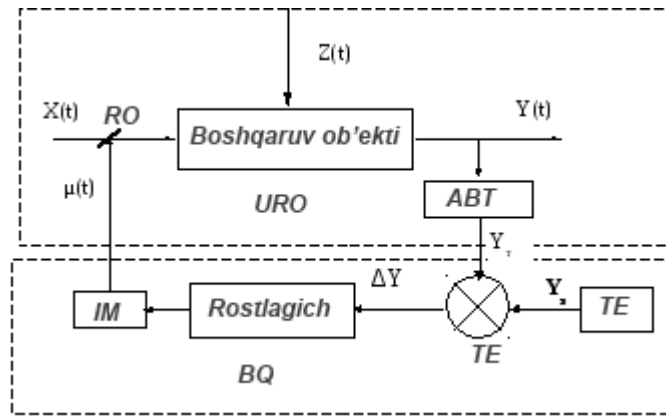 Z(t)
X(t)
RO
Boshqaruv ob'ekti
Y(t)
μ(t)
URO
ABT
Y
ΔY
Y
IM
Rostlagich
TE
TE
BQ